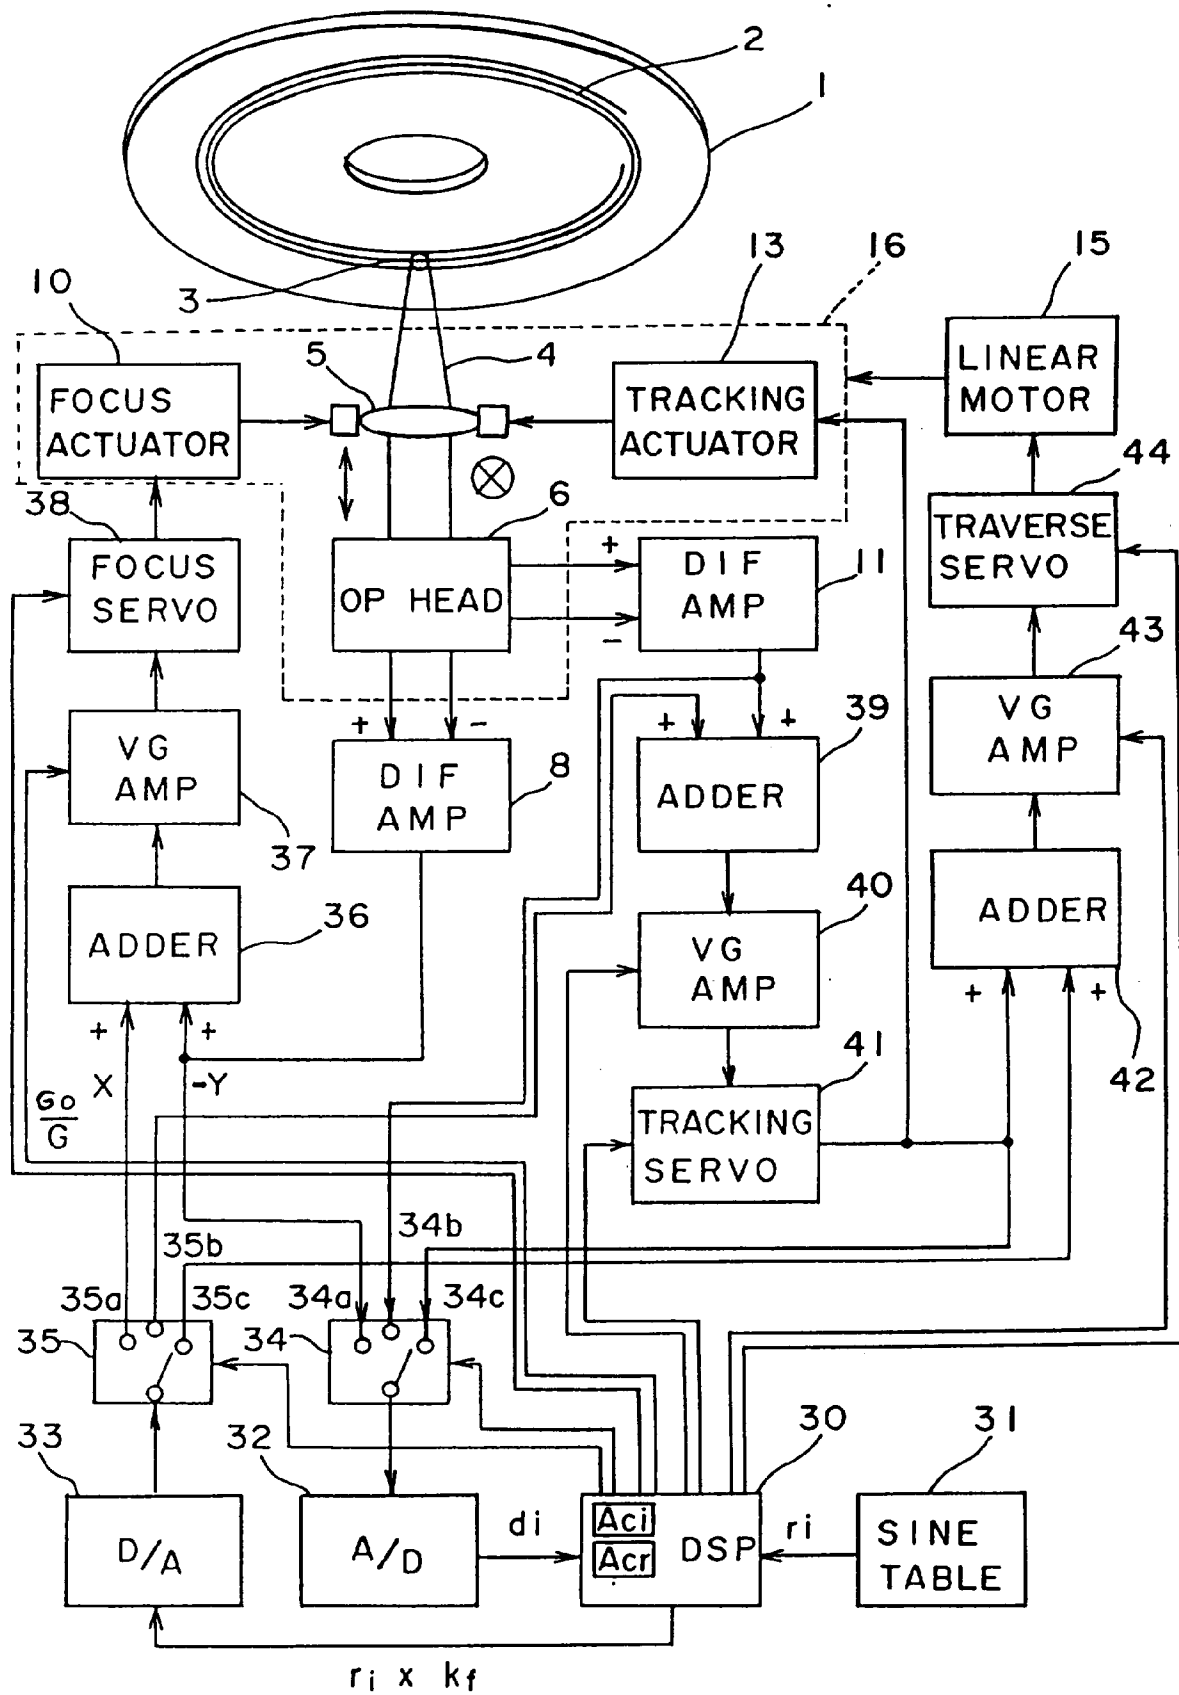 2
1
3
10
13
16
15
5
4
FOCUS
ACTUATOR
TRACKING
ACTUATOR
LINEAR
MOTOR
38
6
44
FOCUS
SERVO
OP HEAD
+
-
DIF
AMP
11
TRAVERSE
SERVO
43
VG
AMP
37
+
-
DIF
AMP
8
+
+
39
ADDER
VG
AMP
ADDER
36
40
VG
AMP
ADDER
+
+
42
+
+
X
-Y
Go
G
41
TRACKING
SERVO
34b
35b
35a
35c
34a
34c
35
34
33
32
30
31
D/A
A/D
di
Aci
Acr
DSP
ri
SINE
TABLE
ri x kf